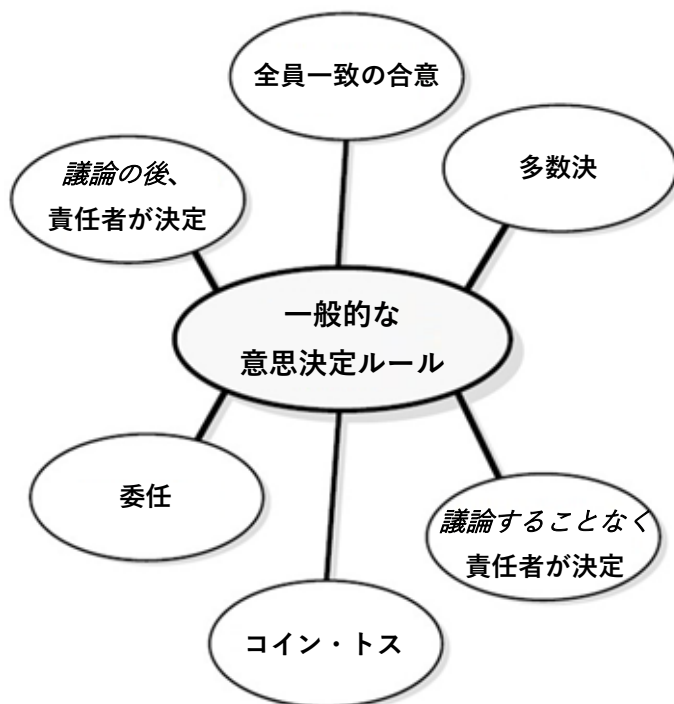 全員一致の合意
多数決
議論の後、
責任者が決定
一般的な
意思決定ルール
委任
議論することなく
責任者が決定
コイン・トス